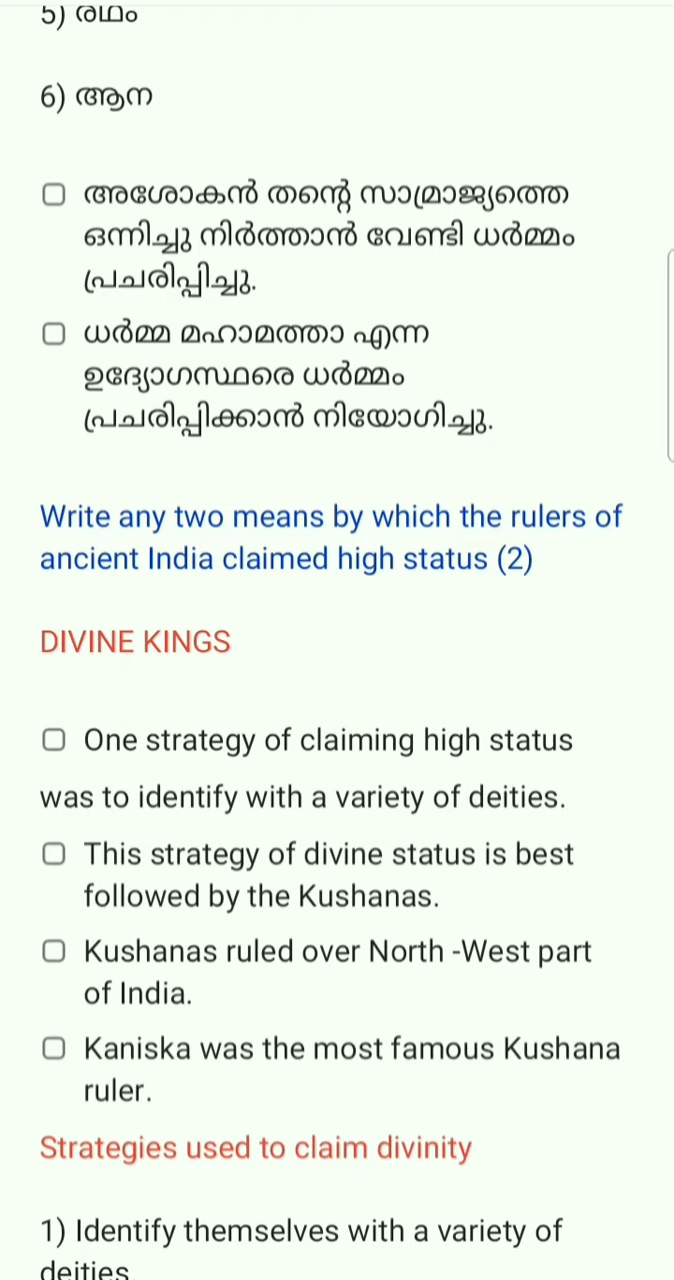 5) രഥം
6) ആന
അശോകൻ തന്റെ സാമ്രാജ്യത്തെ
ഒന്നിച്ചു നിർത്താൻ വേണ്ടി ധർമ്മം
പ്രചരിപ്പിച്ചു.
ധർമ്മ മഹാമത്താ എന്ന
ഉദ്യോഗസ്ഥരെ ധർമ്മം
പ്രചരിപ്പിക്കാൻ നിയോഗിച്ചു.
Write any two means by which the rulers of
ancient India claimed high status (2)
DIVINE KINGS
One strategy of claiming high status
was to identify with a variety of deities.
This strategy of divine status is best
followed by the Kushanas.
Kushanas ruled over North -West part
of India.
Kaniska was the most famous Kushana
ruler.
Strategies used to claim divinity
1) Identify themselves with a variety of
deities